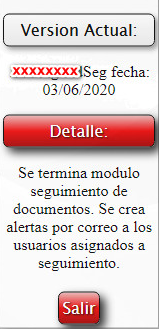 Version Actual:
xxxxxxxx Seg fecha:
03/06/2020
Detalle:
Se termina modulo
seguimiento de
documentos. Se crea
alertas por correo a los
usuarios asignados a
seguimiento.
Salir